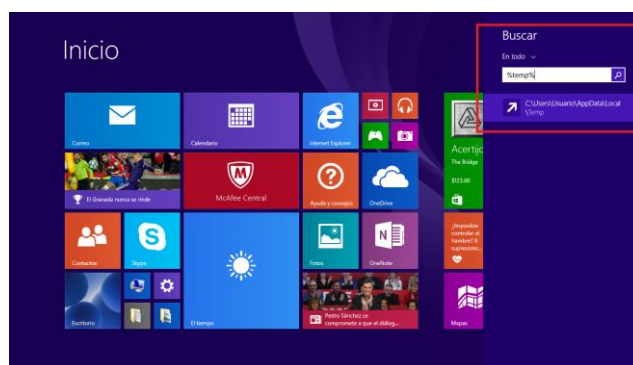 Inicio
Buscar
En todo
%temp%
C:\Users\Usuario\AppData\Local
\Temp
Correo
Calendario
Internet Explorer
Acertijo
The Bridge
$123.00
El Granada nunca se rinde
McAfee Central
Ayuda y consejos
OneDrive
Contactos
Skype
Fotos
OneNote
¿Imposible
controlar el
hambre? 6
supresores...
Escritorio
El tiempo
Pedro Sánchez se
compromete a que el diálog...
Mapas